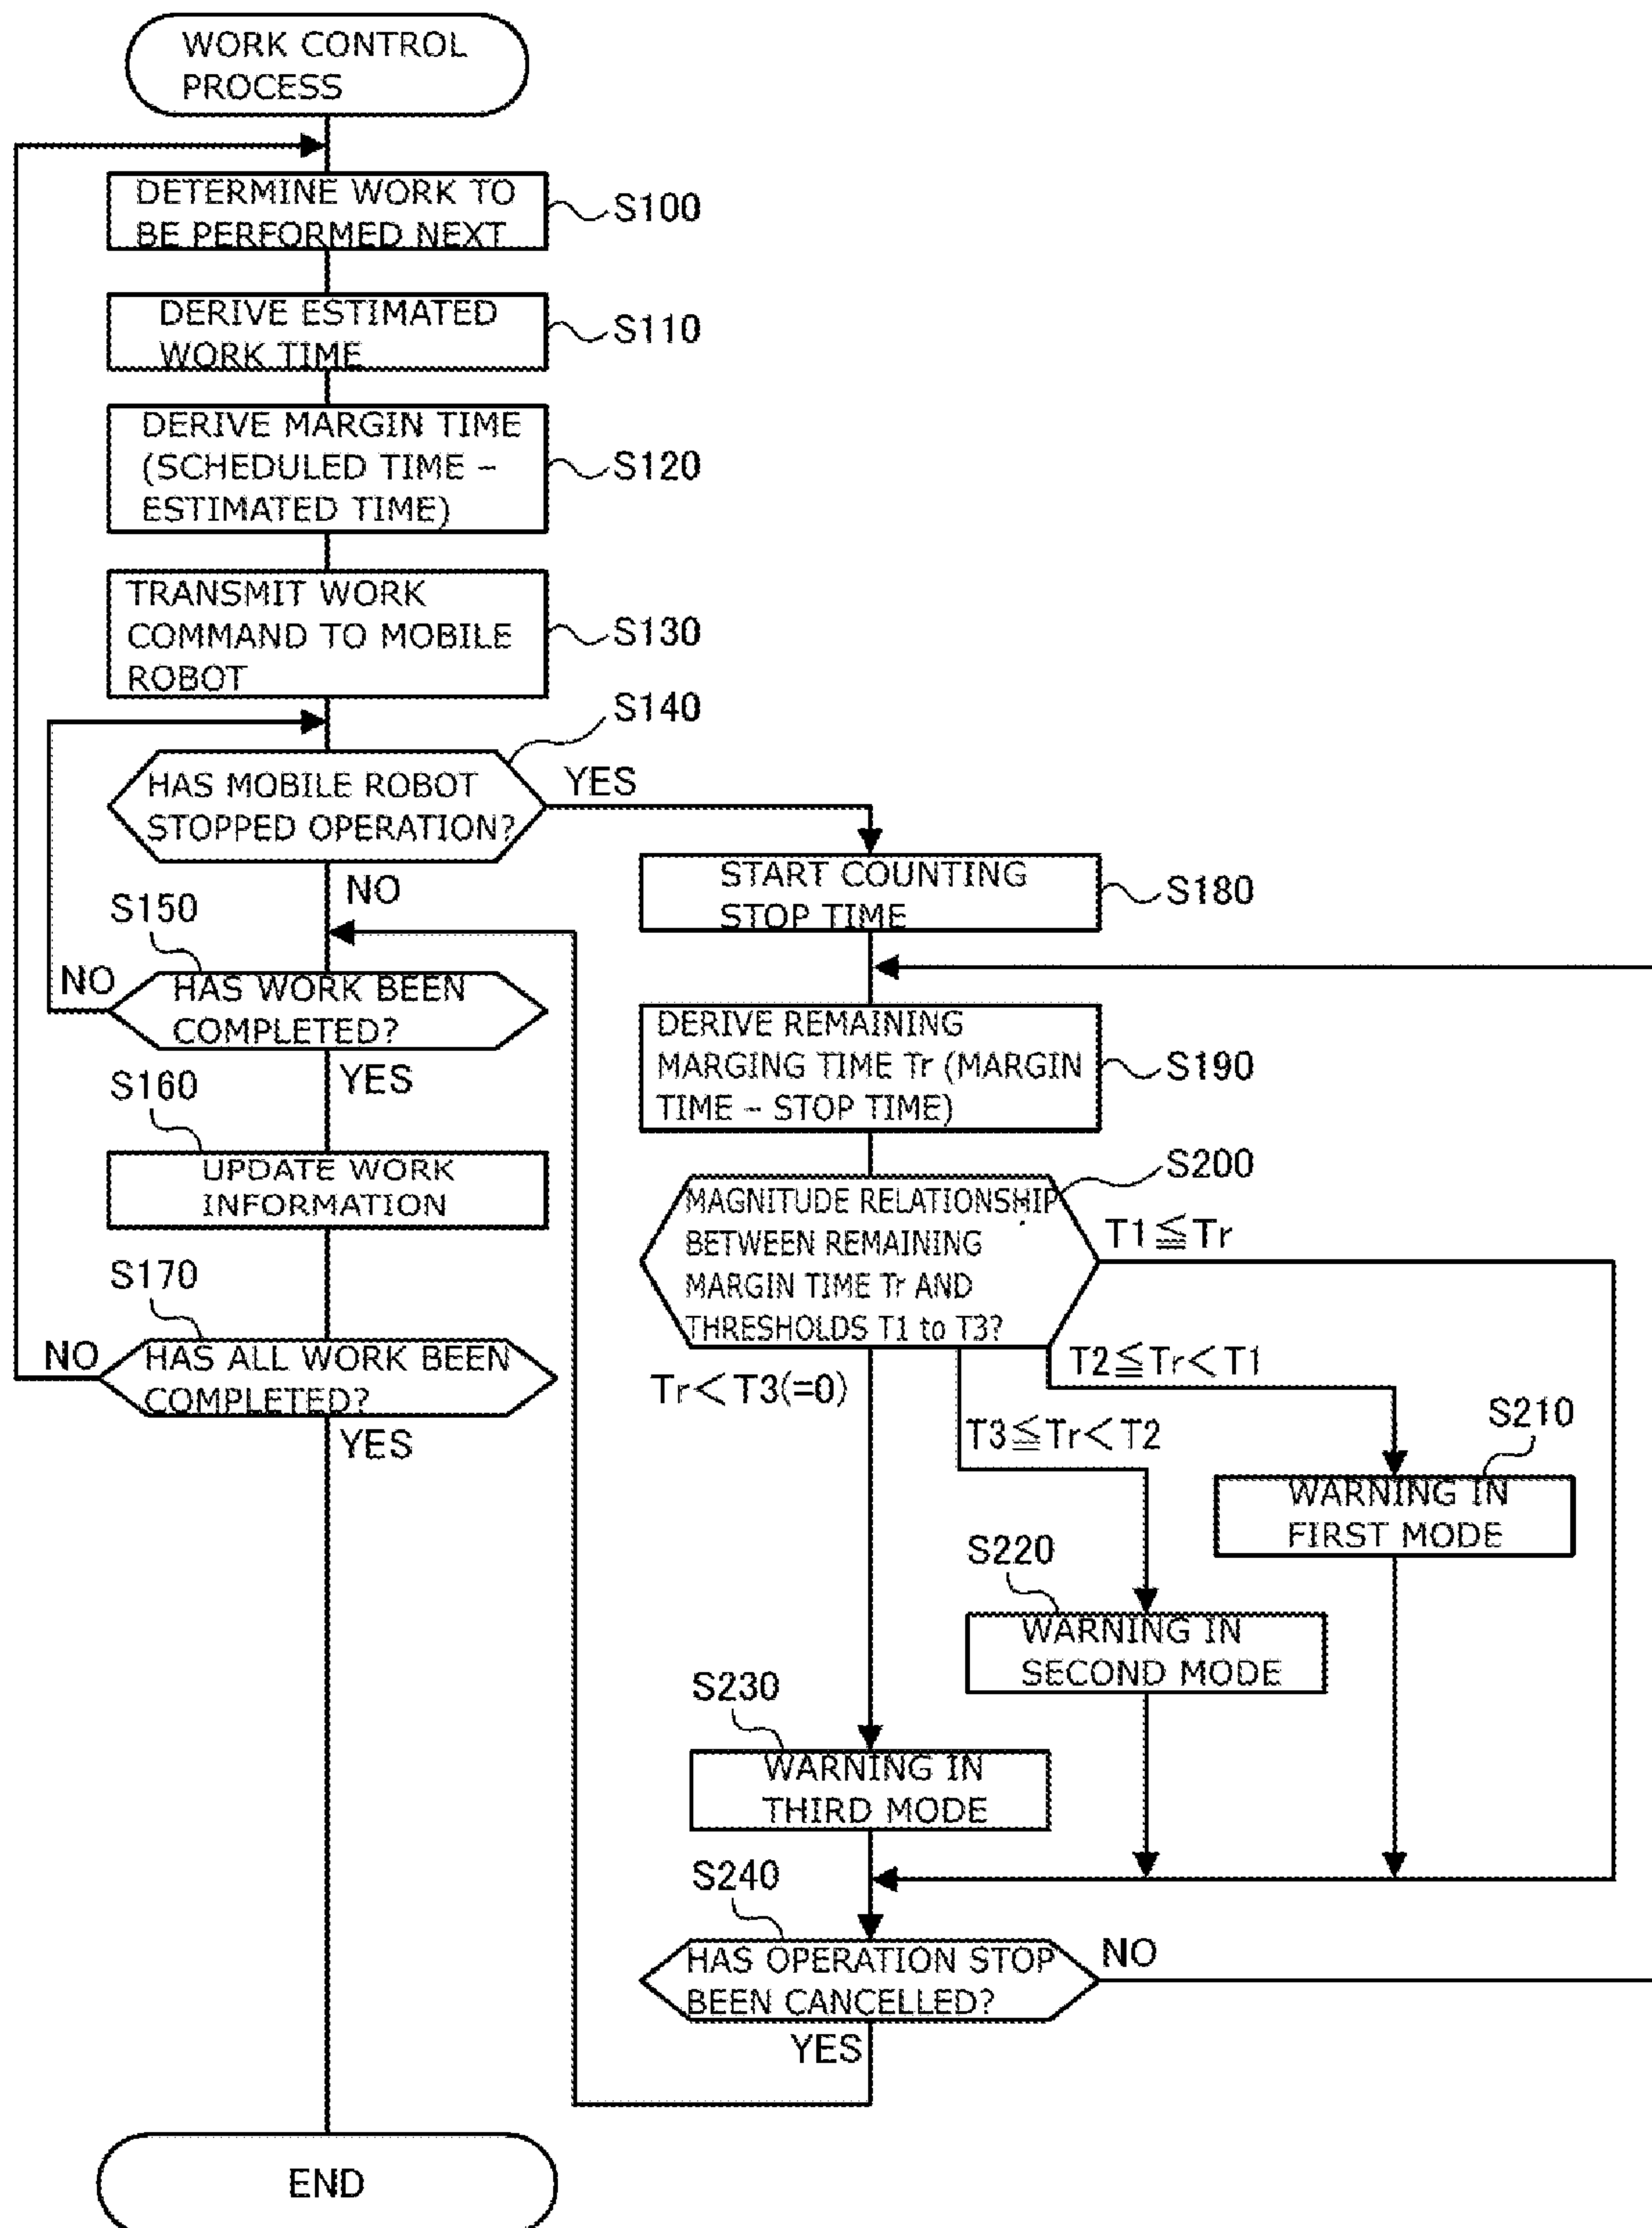 WORK CONTROL
PROCESS
DETERMINE WORK TO
BE PERFORMED NEXT
S100
DERIVE ESTIMATED
WORK TIME
S110
DERIVE MARGIN TIME
(SCHEDULED TIME –
ESTIMATED TIME)
S120
TRANSMIT WORK
COMMAND TO MOBILE
ROBOT
S130
S140
HAS MOBILE ROBOT
STOPPED OPERATION?
YES
NO
S150
HAS WORK BEEN
COMPLETED?
NO
YES
S160
UPDATE WORK
INFORMATION
S170
HAS ALL WORK BEEN
COMPLETED?
NO
YES
START COUNTING
STOP TIME
S180
DERIVE REMAINING
MARGING TIME Tr (MARGIN
TIME – STOP TIME)
S190
S200
MAGNITUDE RELATIONSHIP
BETWEEN REMAINING
MARGIN TIME Tr AND
THRESHOLDS T1 to T3?
T1≦Tr
T2≦Tr<T1
Tr<T3(=0)
T3≦Tr<T2
S210
WARNING IN
FIRST MODE
S220
WARNING IN
SECOND MODE
S230
WARNING IN
THIRD MODE
S240
HAS OPERATION STOP
BEEN CANCELLED?
NO
YES
END